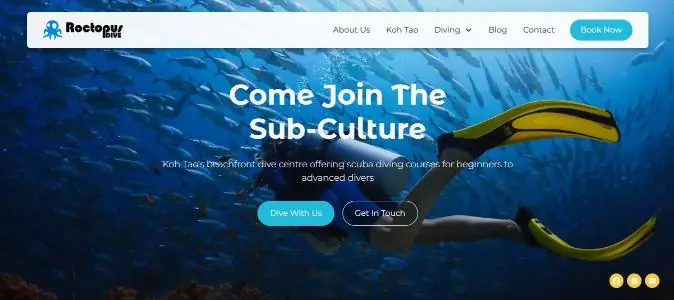 Roctopus
DIVE
About Us
Koh Tao
Diving
Blog
Contact
Book Now
Come Join The
Sub-Culture
Koh Tao's beachfront dive centre offering scuba diving courses for beginners to
advanced divers
Dive With Us
Get In Touch